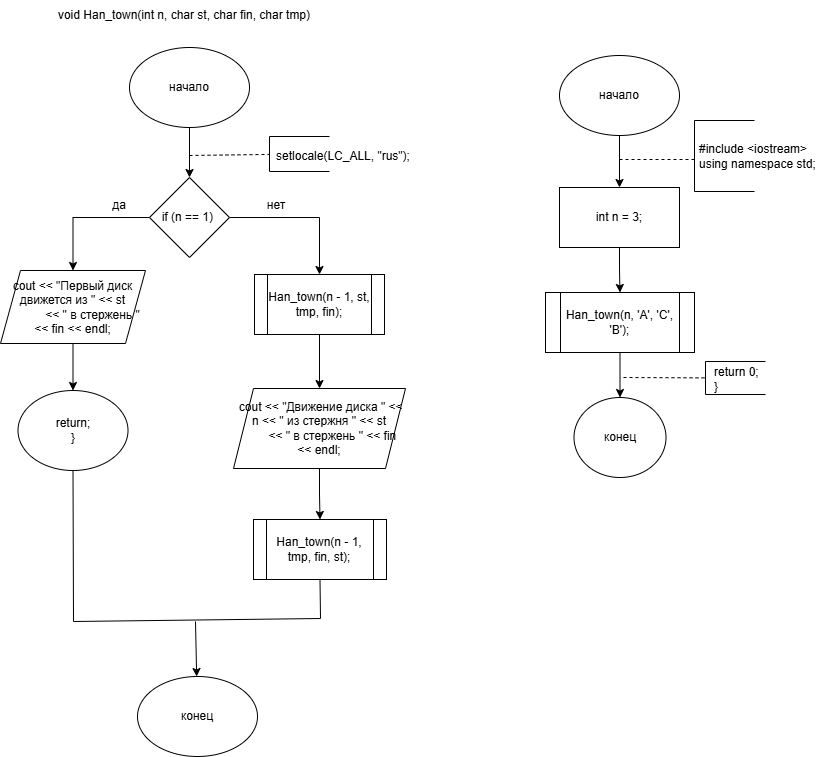 void Han_town(int n, char st, char fin, char tmp)
начало
setlocale(LC_ALL, "rus");
if (n == 1)
да
нет
cout << "Первый диск
движется из " << st
<< " в стержень "
<< fin << endl;
return;
}
Han_town(n - 1, st,
tmp, fin);
cout << "Движение диска " <<
n << " из стержня " << st
<< " в стержень " << fin
<< endl;
Han_town(n - 1,
tmp, fin, st);
конец
начало
#include <iostream>
using namespace std;
int n = 3;
Han_town(n, 'A', 'C',
'B');
return 0;
}
конец